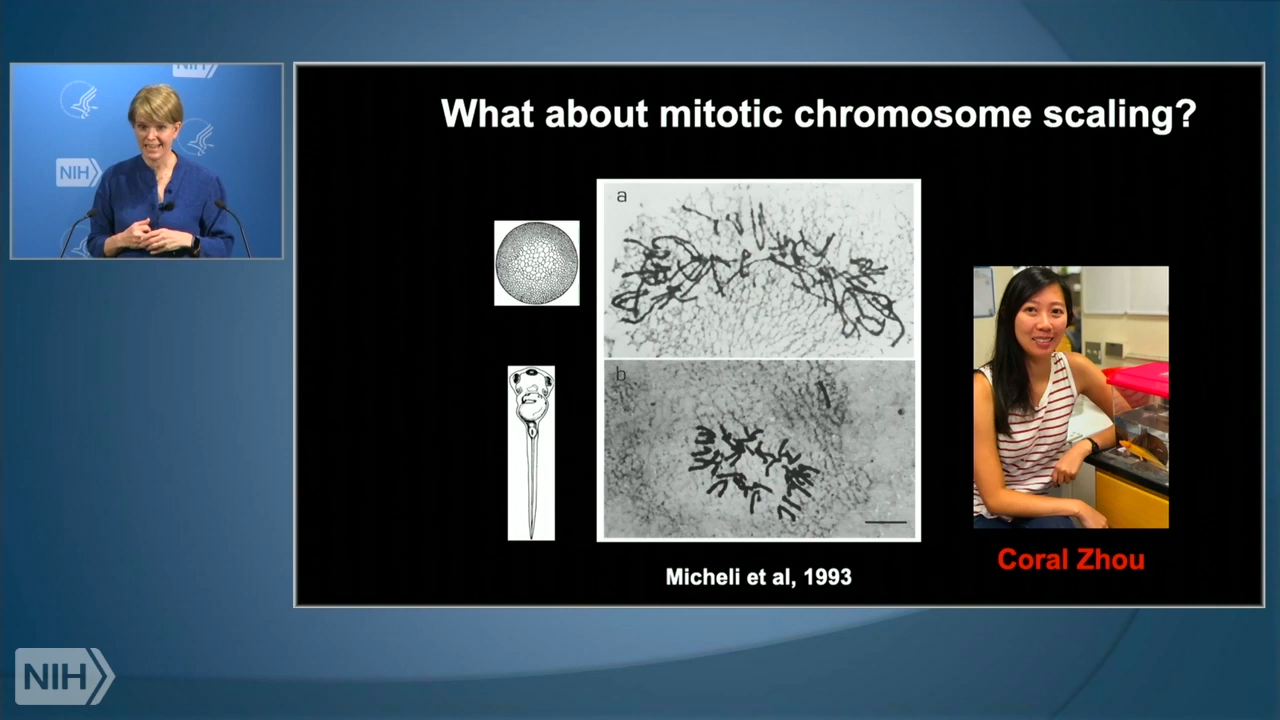 NIH
NIH
What about mitotic chromosome scaling?
a
b
Micheli et al, 1993
Coral Zhou
NIH